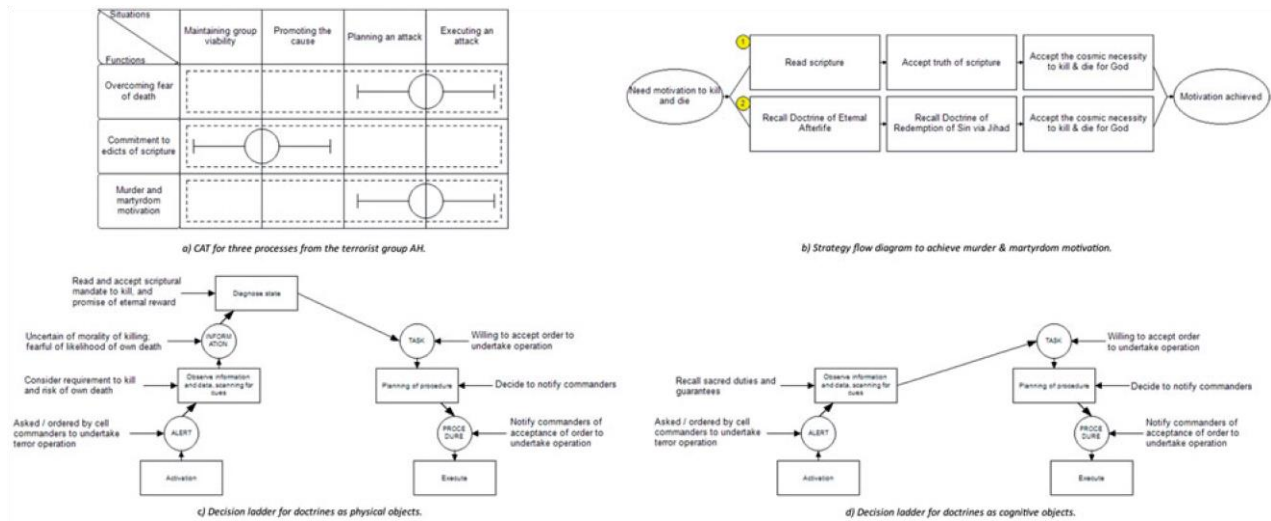 Situations
Functions
Maintaining group
viability
Promoting the
cause
Planning an attack
Executing an
attack
Overcoming fear
of death
Commitment to
edicts of scripture
Murder and
martyrdom
motivation
a) CAT for three processes from the terrorist group AH.
Need motivation to kill
and die
1
Read scripture
Accept truth of scripture
Accept the cosmic necessity
to kill & die for God
2
Recall Doctrine of Eternal
Afterlife
Recall Doctrine of
Redemption of Sin via Jihad
Accept the cosmic necessity
to kill & die for God
Motivation achieved
b) Strategy flow diagram to achieve murder & martyrdom motivation.
Read and accept scriptural
mandate to kill, and
promise of eternal reward
Diagnose state
Uncertain of morality of killing;
fearful of likelihood of own death
INFORM
ATION
TASK
Willing to accept order to
undertake operation
Consider requirement to kill
and risk of own death
Observe information
and data, scanning for
cues
Planning of procedure
Decide to notify commanders
Asked / ordered by cell
commanders to undertake
terror operation
ALERT
PROCE
DURE
Notify commanders of
acceptance of order to
undertake operation
Activation
Execute
c) Decision ladder for doctrines as physical objects.
TASK
Willing to accept order
to undertake operation
Recall sacred duties and
guarantees
Observe information
and data, scanning for
cues
Planning of procedure
Decide to notify commanders
Asked / ordered by cell
commanders to undertake
terror operation
ALERT
PROCE
DURE
Notify commanders of
acceptance of order to
undertake operation
Activation
Execute
d) Decision ladder for doctrines as cognitive objects.